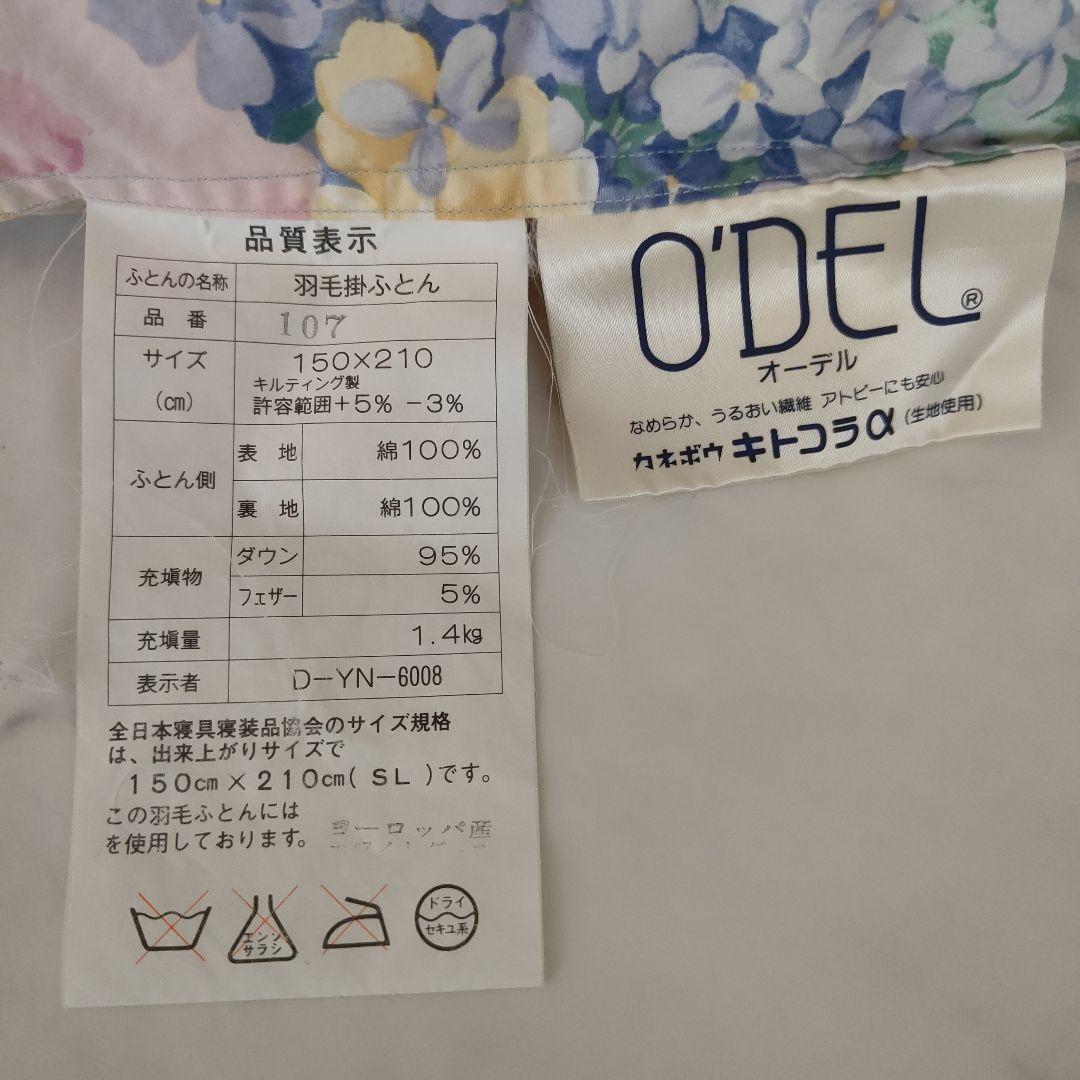 品質表示
ふとんの名称 羽毛掛ふとん
品 番 107
サイズ 150×210
(cm) キルティング製
許容範囲+5% −3%
ふとん側 表 地 綿100%
裏 地 綿100%
充填物 ダウン 95%
フェザー 5%
充填量 1.4kg
表示者 D−YN−6008
全日本寝具寝装品協会のサイズ規格
は、出来上がりサイズで
150cm×210cm( SL )です。
この羽毛ふとんには
ヨーロッパ産
を使用しております。
エンソ
サラシ
ドライ
セキユ系
O'DEL®
オーデル
なめらか、うるおい繊維 アトピーにも安心
カネボウ キトコラα(生地使用)